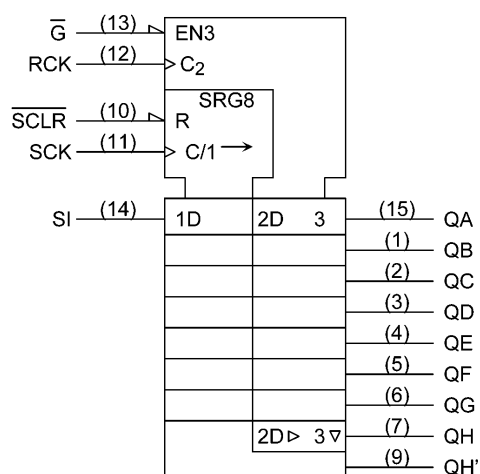 G̅ (13) EN3
RCK (12) C₂
SRG8
S̅C̅L̅R̅ (10) R
SCK (11) C/1 →
SI (14) 1D 2D 3 (15) QA
(1) QB
(2) QC
(3) QD
(4) QE
(5) QF
(6) QG
2D ▷ 3 ▽ (7) QH
(9) QH'